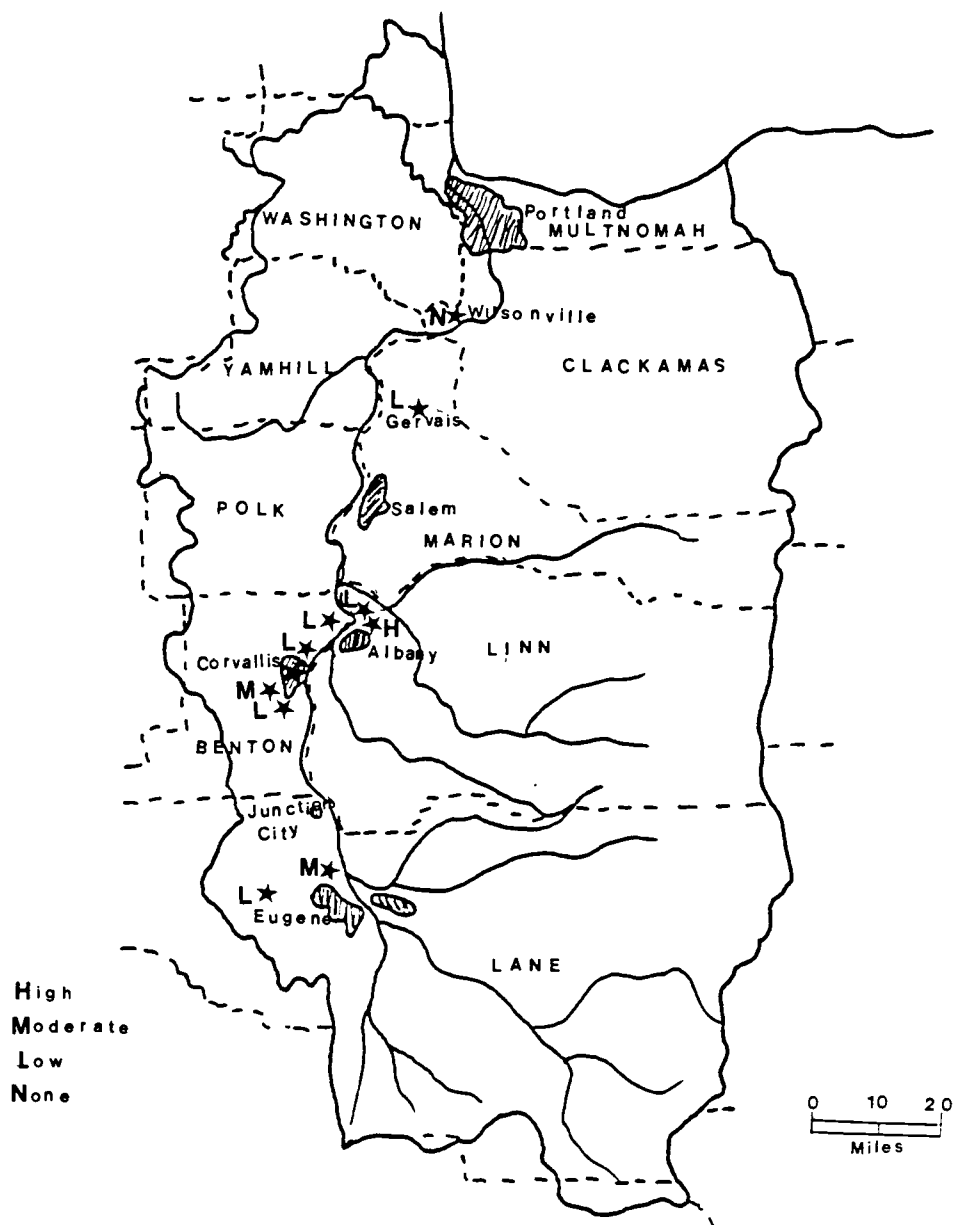 Portland
WASHINGTON
MULTNOMAH
N Wilsonville
YAMHILL
CLACKAMAS
L
Gervais
POLK
Salem
MARION
L
L
H
L
Albany
LINN
Corvallis
M
L
BENTON
Junction
City
M
L
Eugene
LANE
High
Moderate
Low
None
0 10 20
Miles